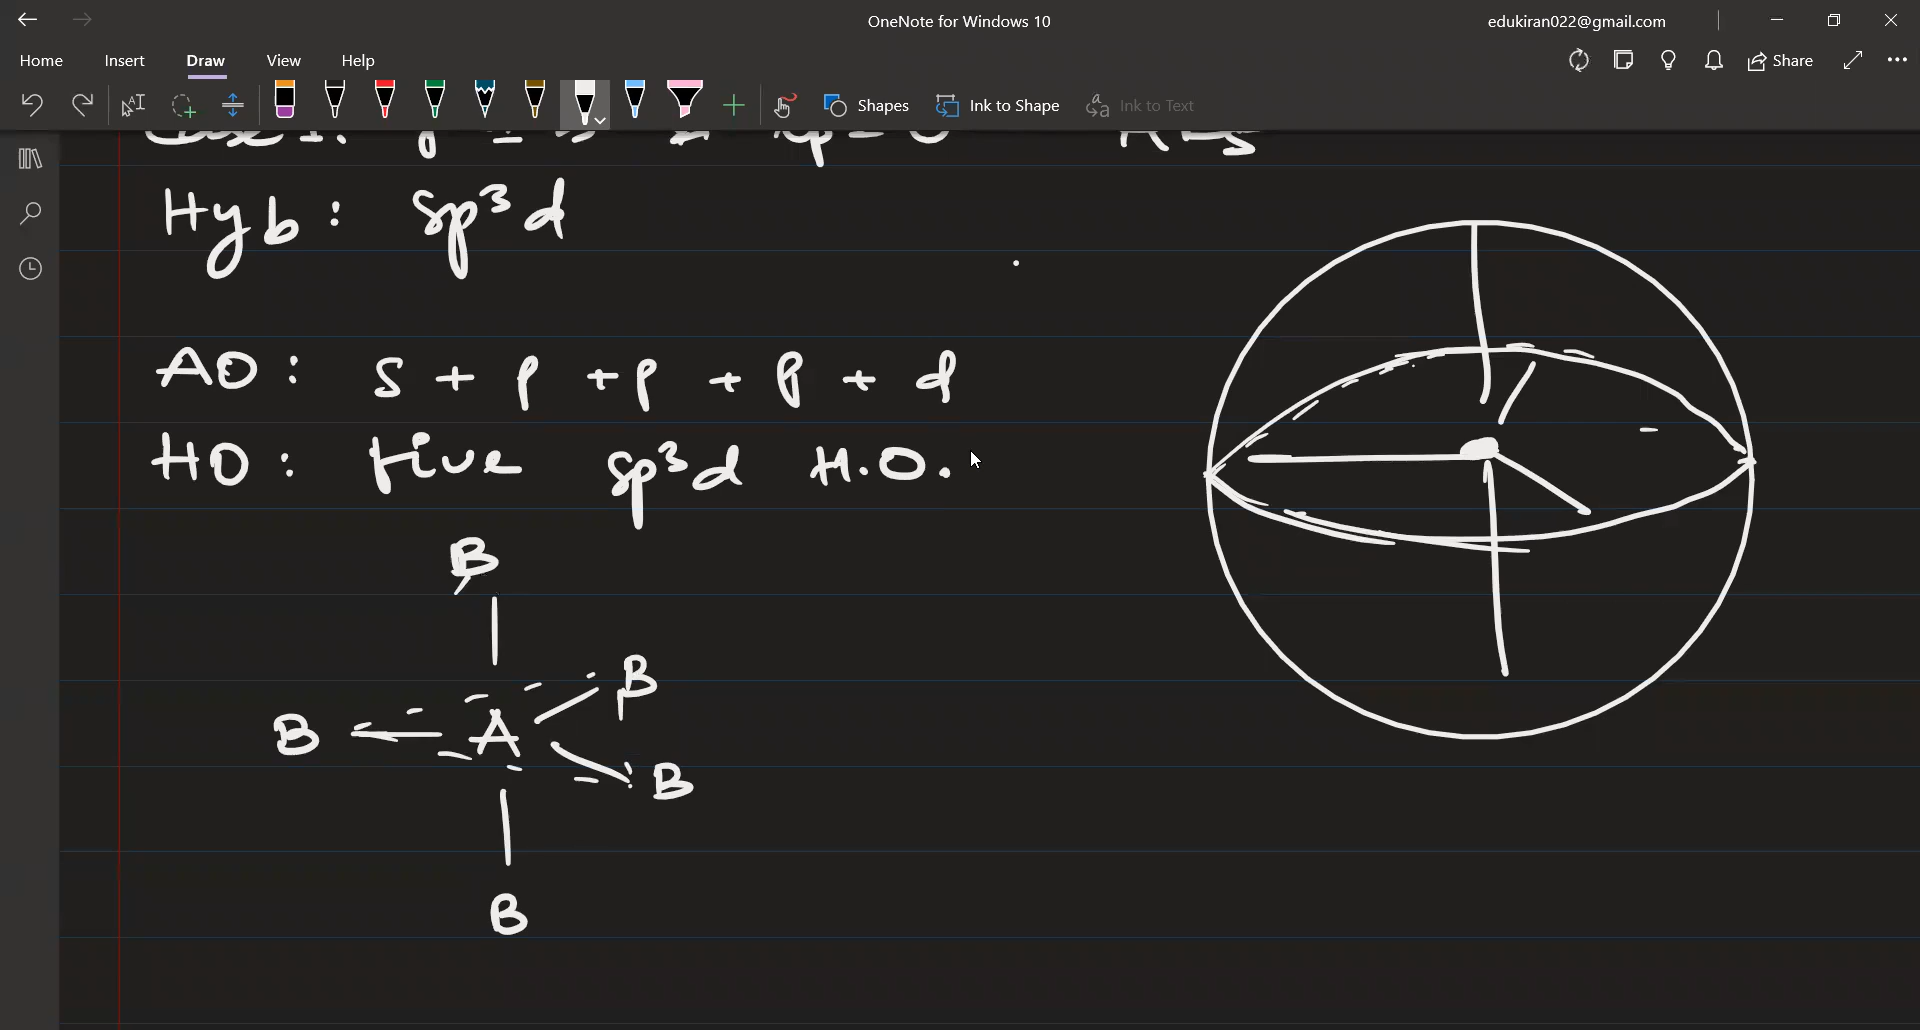 OneNote for Windows 10
edukiran022@gmail.com
Home Insert Draw View Help
Share
Shapes Ink to Shape Ink to Text
Hyb : sp³d
AO : s + p + p + p + d
HO : five sp³d H.O.
B
B
B A
B
B